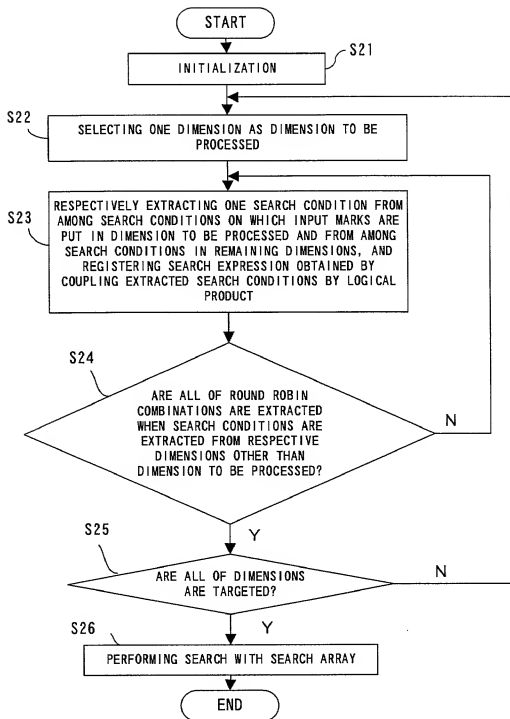 START
S21
INITIALIZATION
S22
SELECTING ONE DIMENSION AS DIMENSION TO BE
PROCESSED
S23
RESPECTIVELY EXTRACTING ONE SEARCH CONDITION FROM
AMONG SEARCH CONDITIONS ON WHICH INPUT MARKS ARE
PUT IN DIMENSION TO BE PROCESSED AND FROM AMONG
SEARCH CONDITIONS IN REMAINING DIMENSIONS, AND
REGISTERING SEARCH EXPRESSION OBTAINED BY
COUPLING EXTRACTED SEARCH CONDITIONS BY LOGICAL
PRODUCT
S24
ARE ALL OF ROUND ROBIN
COMBINATIONS ARE EXTRACTED
WHEN SEARCH CONDITIONS ARE
EXTRACTED FROM RESPECTIVE
DIMENSIONS OTHER THAN
DIMENSION TO BE PROCESSED?
N
Y
S25
ARE ALL OF DIMENSIONS
ARE TARGETED?
N
Y
S26
PERFORMING SEARCH WITH SEARCH ARRAY
END